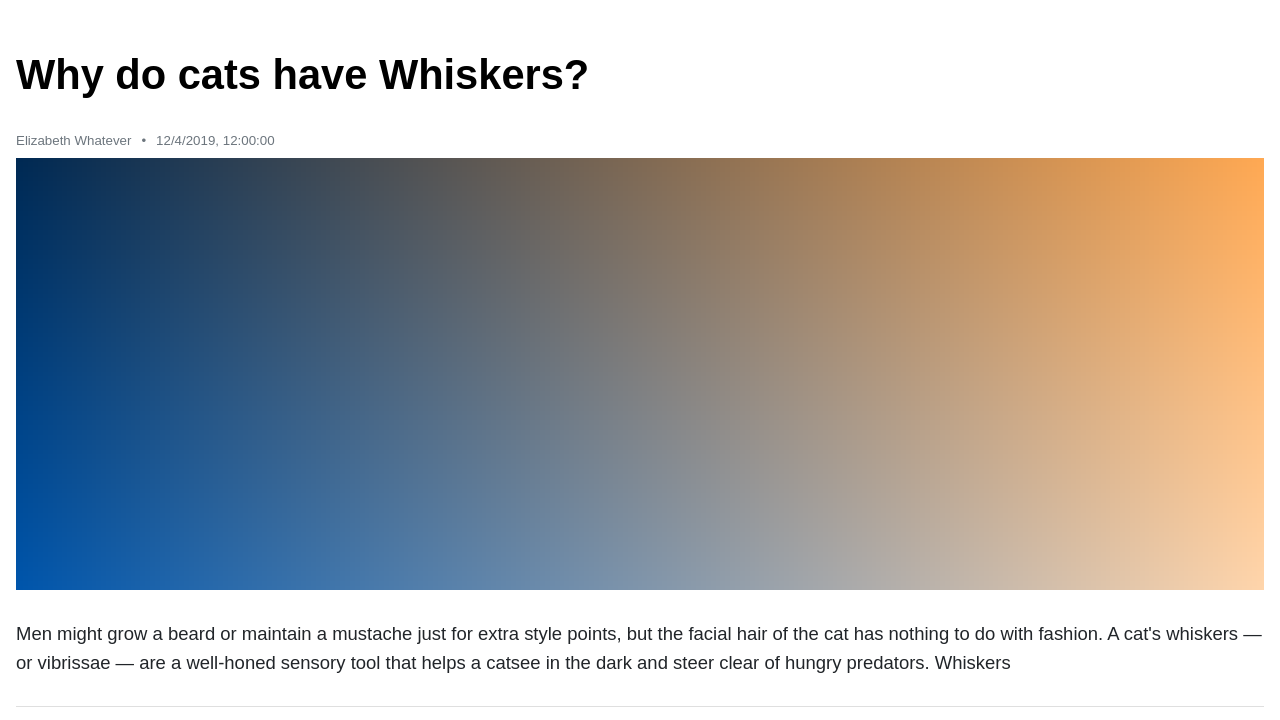 Why do cats have Whiskers?
Elizabeth Whatever • 12/4/2019, 12:00:00
Men might grow a beard or maintain a mustache just for extra style points, but the facial hair of the cat has nothing to do with fashion. A cat's whiskers —
or vibrissae — are a well-honed sensory tool that helps a catsee in the dark and steer clear of hungry predators. Whiskers